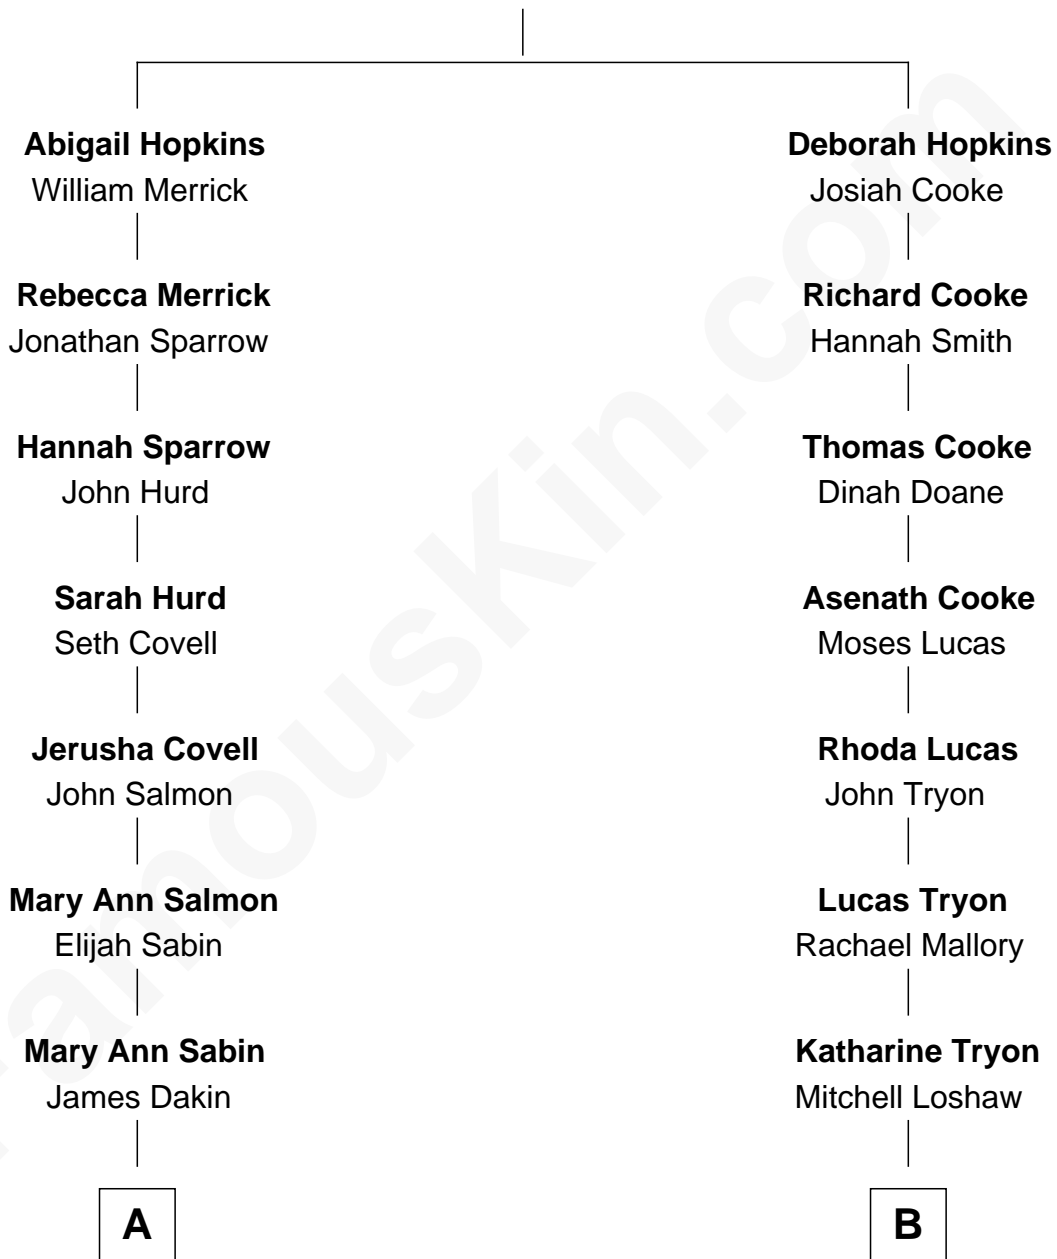 Abigail Hopkins
William Merrick
Rebecca Merrick
Jonathan Sparrow
Hannah Sparrow
John Hurd
Sarah Hurd
Seth Covell
Jerusha Covell
John Salmon
Mary Ann Salmon
Elijah Sabin
Mary Ann Sabin
James Dakin
A
Deborah Hopkins
Josiah Cooke
Richard Cooke
Hannah Smith
Thomas Cooke
Dinah Doane
Asenath Cooke
Moses Lucas
Rhoda Lucas
John Tryon
Lucas Tryon
Rachael Mallory
Katharine Tryon
Mitchell Loshaw
B
FamousKin.com